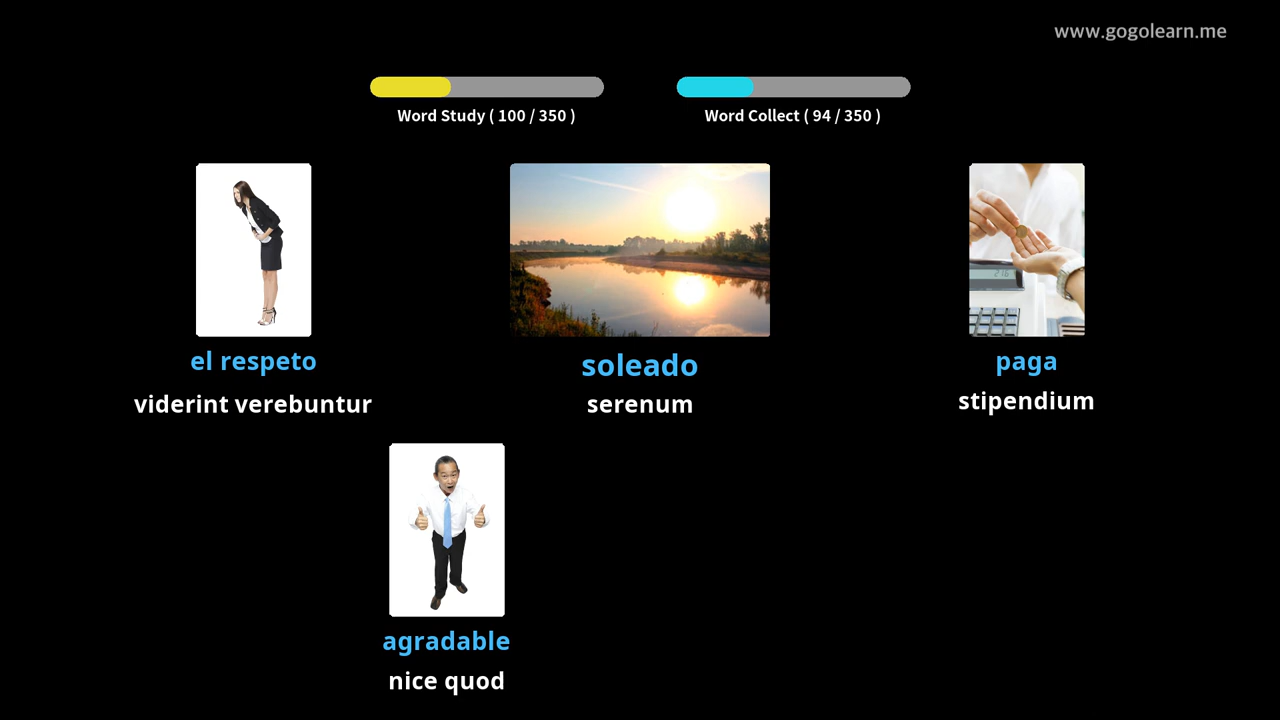 www.gogolearn.me
Word Study ( 100 / 350 )
Word Collect ( 94 / 350 )
el respeto
viderint verebuntur
soleado
serenum
paga
stipendium
agradable
nice quod